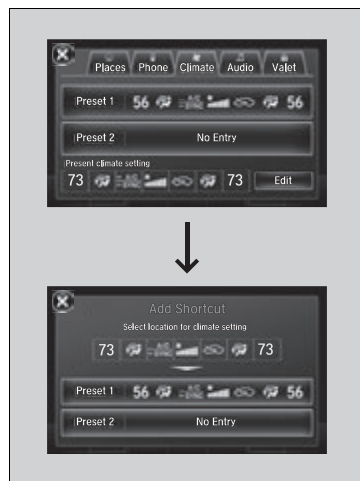 Places Phone Climate Audio Valet
Preset 1 56 56
Preset 2 No Entry
Present climate setting
73 73 Edit
Add Shortcut
Select location for climate setting
73 73
Preset 1 56 56
Preset 2 No Entry